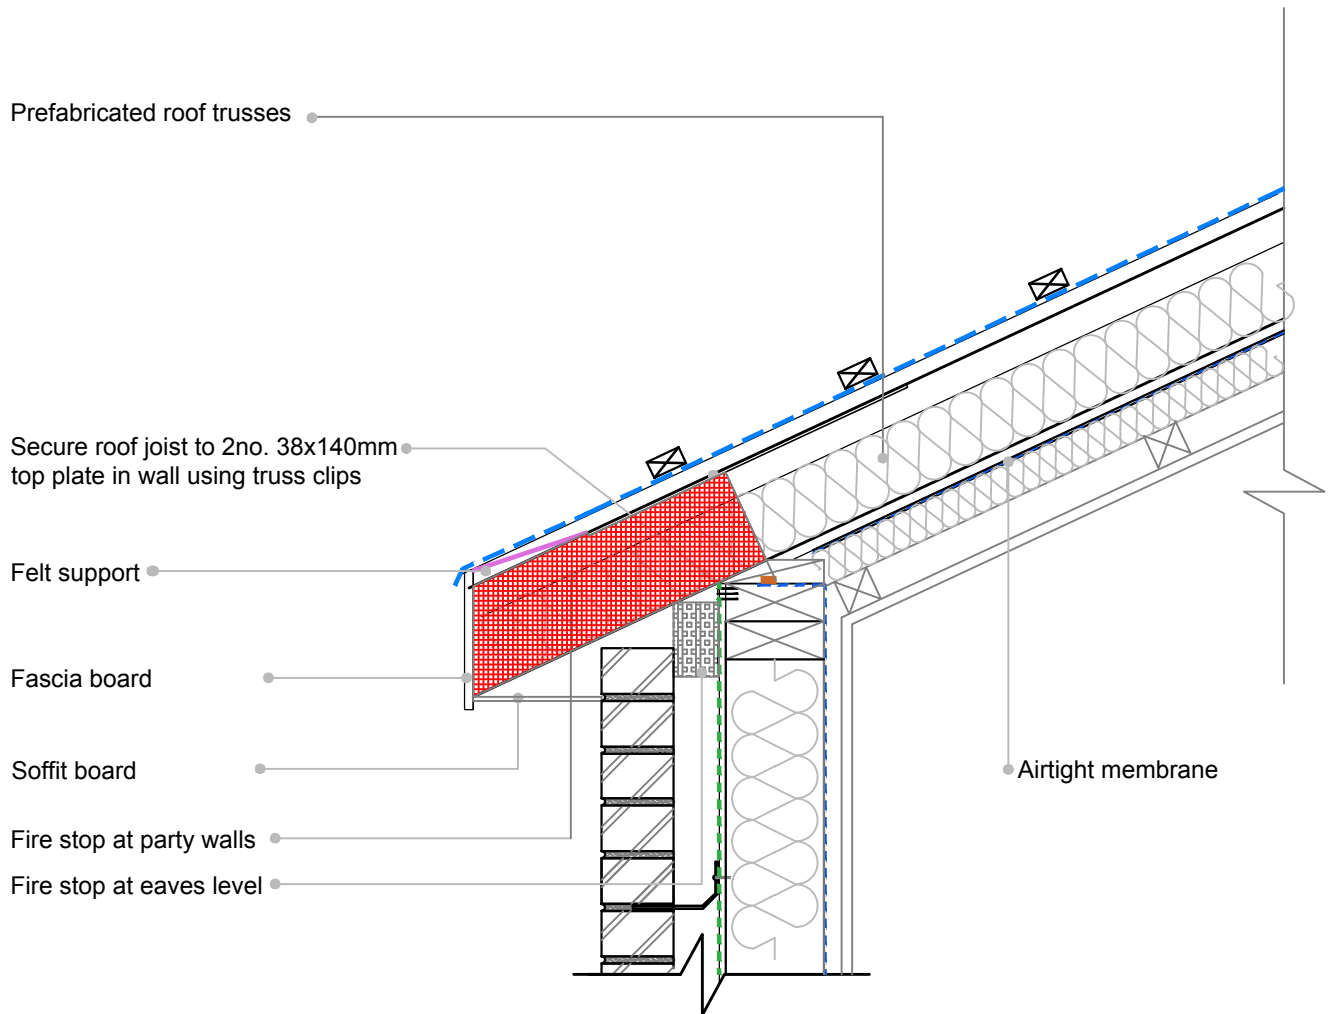 Prefabricated roof trusses
Secure roof joist to 2no. 38x140mm
top plate in wall using truss clips
Felt support
Fascia board
Soffit board
Airtight membrane
Fire stop at party walls
Fire stop at eaves level